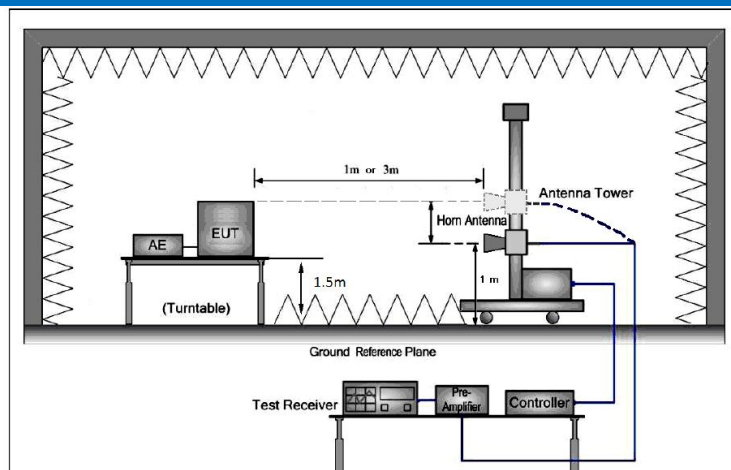 1m or 3m
Antenna Tower
Horn Antenna
EUT
AE
1.5m
1 m
(Turntable)
Ground Reference Plane
Test Receiver
Pre-
Amplifier
Controller